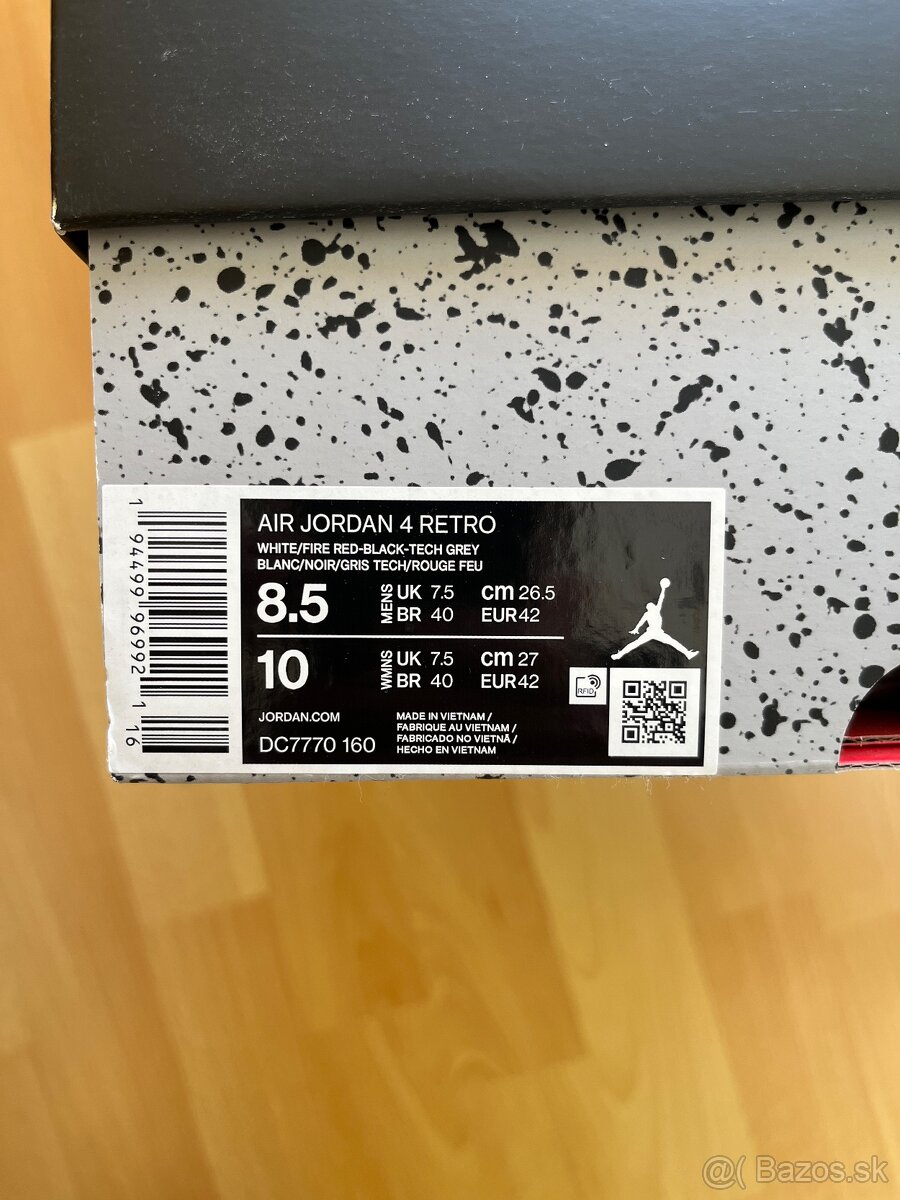 AIR JORDAN 4 RETRO
WHITE/FIRE RED-BLACK-TECH GREY
BLANC/NOIR/GRIS TECH/ROUGE FEU
8.5 MENS UK 7.5 cm 26.5
BR 40 EUR 42
10 WMNS UK 7.5 cm 27
BR 40 EUR 42
RFID
JORDAN.COM
DC7770 160
MADE IN VIETNAM /
FABRIQUE AU VIETNAM /
FABRICADO NO VIETNÃ /
HECHO EN VIETNAM
1 94499 96992 1 16
@( Bazos.sk